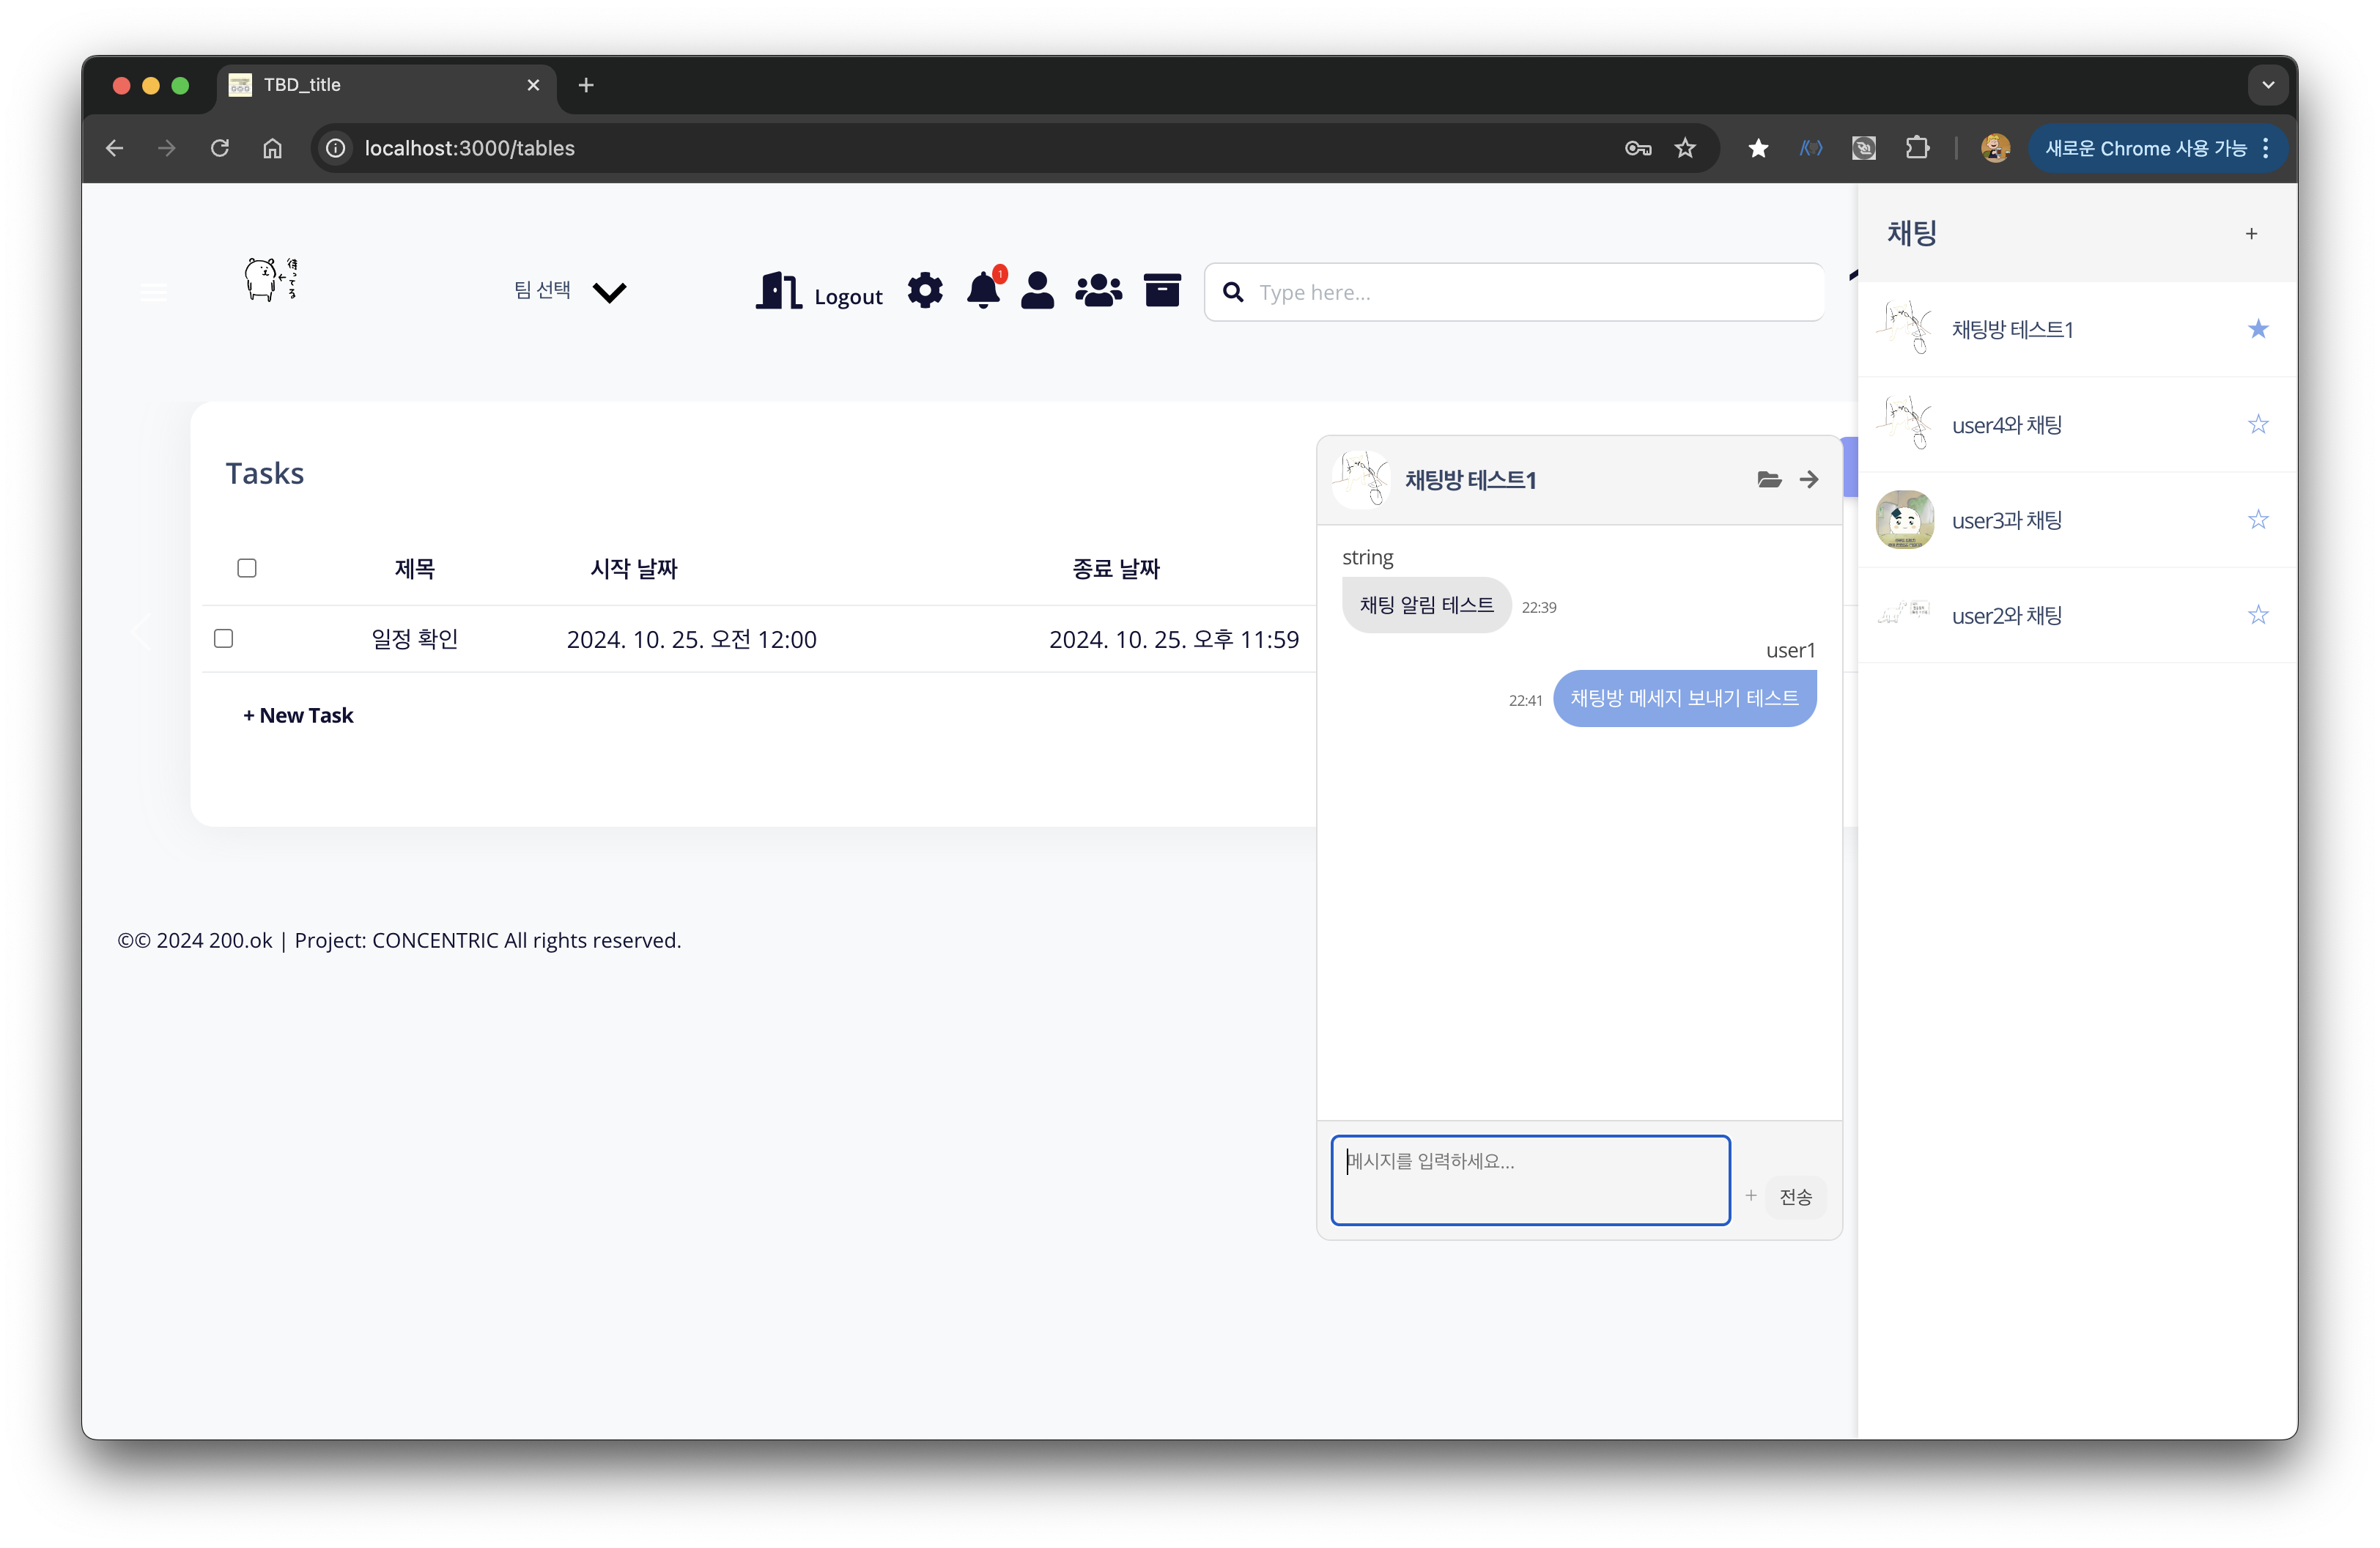 TBD_title
localhost:3000/tables
새로운 Chrome 사용 가능
待ってる
팀 선택
Logout
1
Type here...
Tasks
제목 시작 날짜 종료 날짜
일정 확인 2024. 10. 25. 오전 12:00 2024. 10. 25. 오후 11:59
+ New Task
©© 2024 200.ok | Project: CONCENTRIC All rights reserved.
채팅방 테스트1
string
채팅 알림 테스트 22:39
user1
22:41 채팅방 메세지 보내기 테스트
메시지를 입력하세요...
+ 전송
채팅 +
채팅방 테스트1
user4와 채팅
user3과 채팅
user2와 채팅